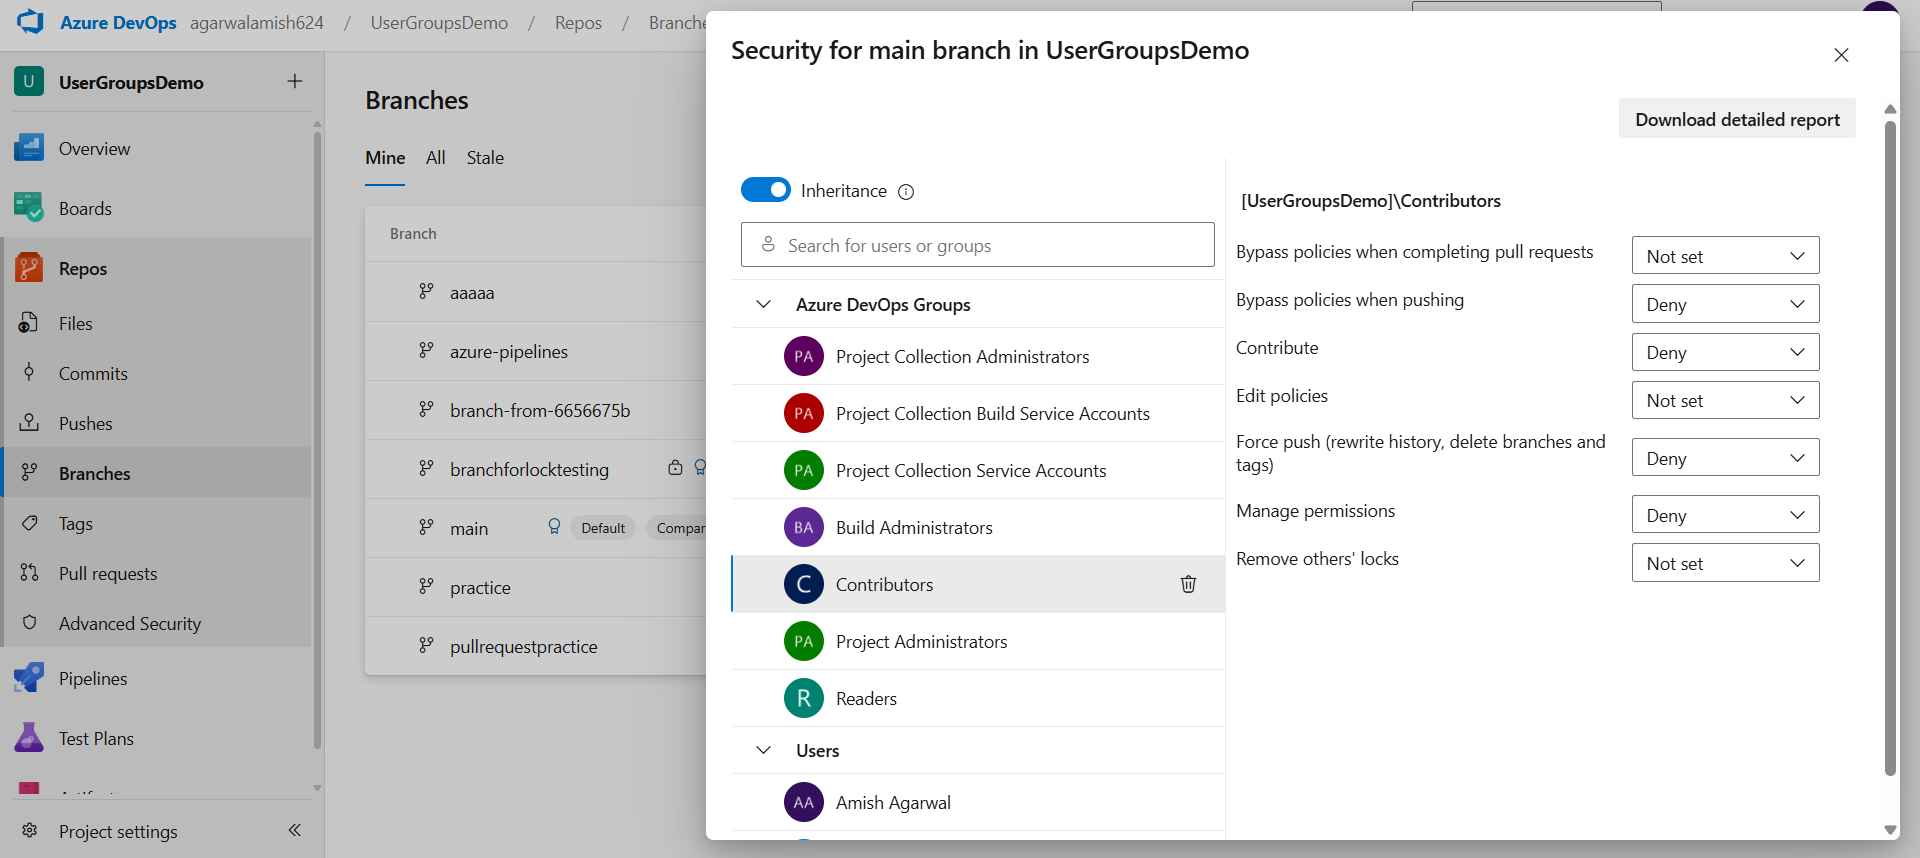 Azure DevOps agarwalamish624 / UserGroupsDemo / Repos /
U UserGroupsDemo
Overview
Boards
Repos
Files
Commits
Pushes
Branches
Tags
Pull requests
Advanced Security
Pipelines
Test Plans
Project settings
Branches
Mine All Stale
Branch
aaaaa
azure-pipelines
branch-from-6656675b
branchforlocktesting
main Default Compar
practice
pullrequestpractice
Security for main branch in UserGroupsDemo
Download detailed report
Inheritance
Search for users or groups
Azure DevOps Groups
PA Project Collection Administrators
PA Project Collection Build Service Accounts
PA Project Collection Service Accounts
BA Build Administrators
C Contributors
PA Project Administrators
R Readers
Users
AA Amish Agarwal
[UserGroupsDemo]\Contributors
Bypass policies when completing pull requests Not set
Bypass policies when pushing Deny
Contribute Deny
Edit policies Not set
Force push (rewrite history, delete branches and
tags) Deny
Manage permissions Deny
Remove others' locks Not set